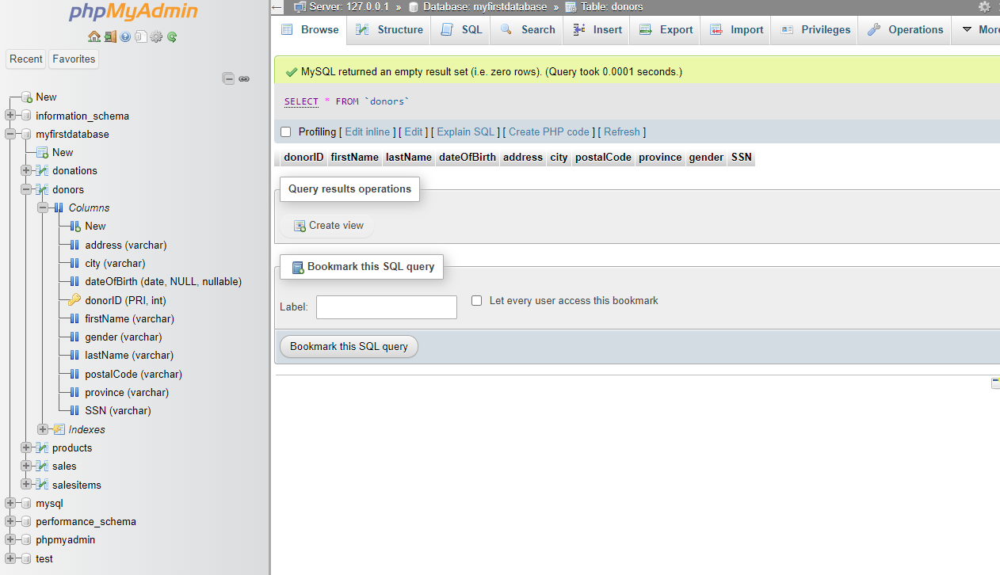 phpMyAdmin
Recent Favorites
New
information_schema
myfirstdatabase
New
donations
donors
Columns
New
address (varchar)
city (varchar)
dateOfBirth (date, NULL, nullable)
donorID (PRI, int)
firstName (varchar)
gender (varchar)
lastName (varchar)
postalCode (varchar)
province (varchar)
SSN (varchar)
Indexes
products
sales
salesitems
mysql
performance_schema
phpmyadmin
test
Server: 127.0.0.1 » Database: myfirstdatabase » Table: donors
Browse Structure SQL Search Insert Export Import Privileges Operations More
MySQL returned an empty result set (i.e. zero rows). (Query took 0.0001 seconds.)
SELECT * FROM `donors`
Profiling [ Edit inline ] [ Edit ] [ Explain SQL ] [ Create PHP code ] [ Refresh ]
donorID firstName lastName dateOfBirth address city postalCode province gender SSN
Query results operations
Create view
Bookmark this SQL query
Label: Let every user access this bookmark
Bookmark this SQL query